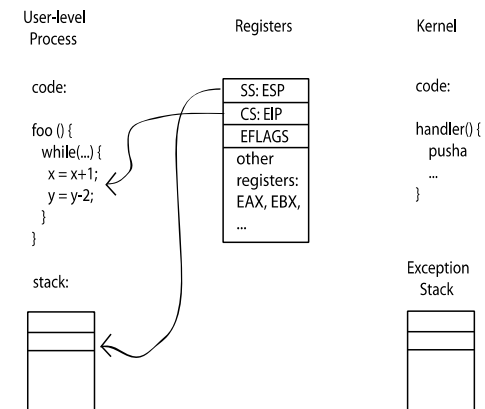 User-level
Process
code:
foo () {
while(...) {
x = x+1;
y = y-2;
}
}
stack:
Registers
SS: ESP
CS: EIP
EFLAGS
other
registers:
EAX, EBX,
...
Kernel
code:
handler() {
pusha
...
}
Exception
Stack